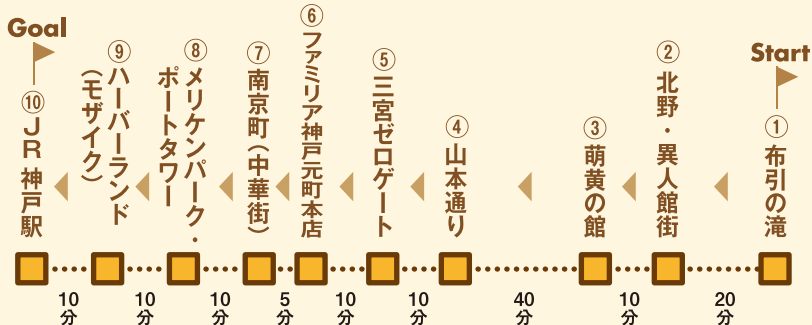 Start
①布引の滝
20分
②北野・異人館街
10分
③萌黄の館
40分
④山本通り
10分
⑤三宮ゼロゲート
10分
⑥ファミリア神戸元町本店
5分
⑦南京町(中華街)
10分
⑧メリケンパーク・
ポートタワー
10分
⑨ハーバーランド
(モザイク)
10分
Goal
⑩JR神戸駅